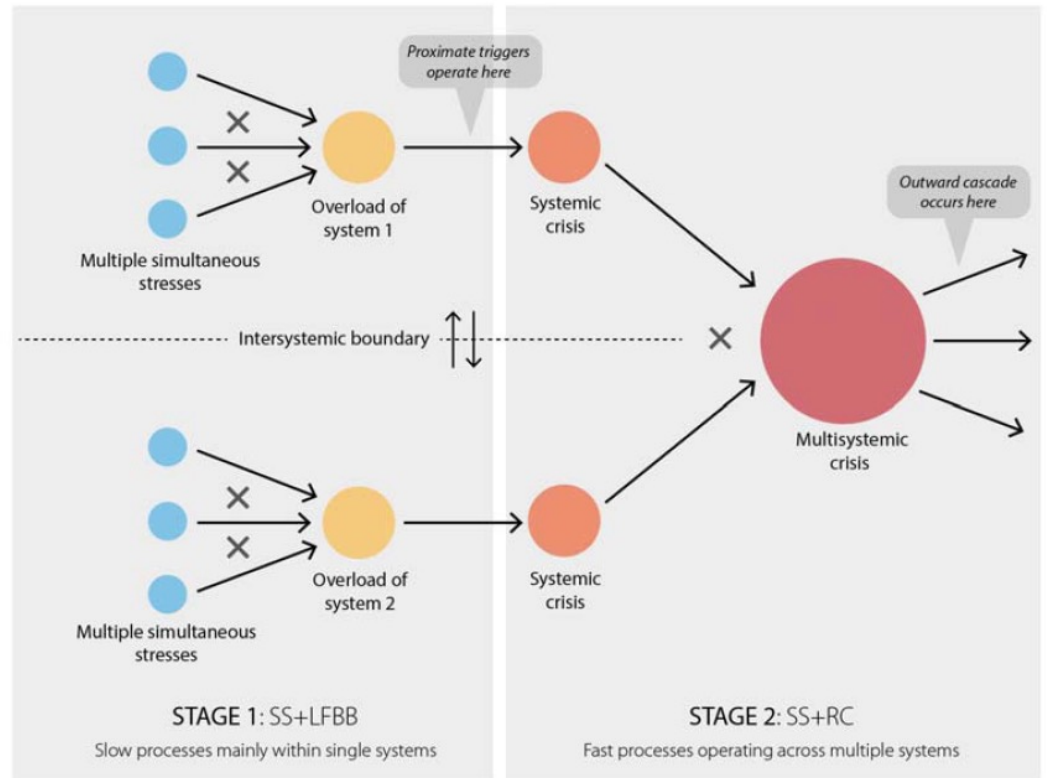 Proximate triggers
operate here
Overload of
system 1
Systemic
crisis
Multiple simultaneous
stresses
Outward cascade
occurs here
Intersystemic boundary
Multisystemic
crisis
Overload of
system 2
Systemic
crisis
Multiple simultaneous
stresses
STAGE 1: SS+LFBB
Slow processes mainly within single systems
STAGE 2: SS+RC
Fast processes operating across multiple systems